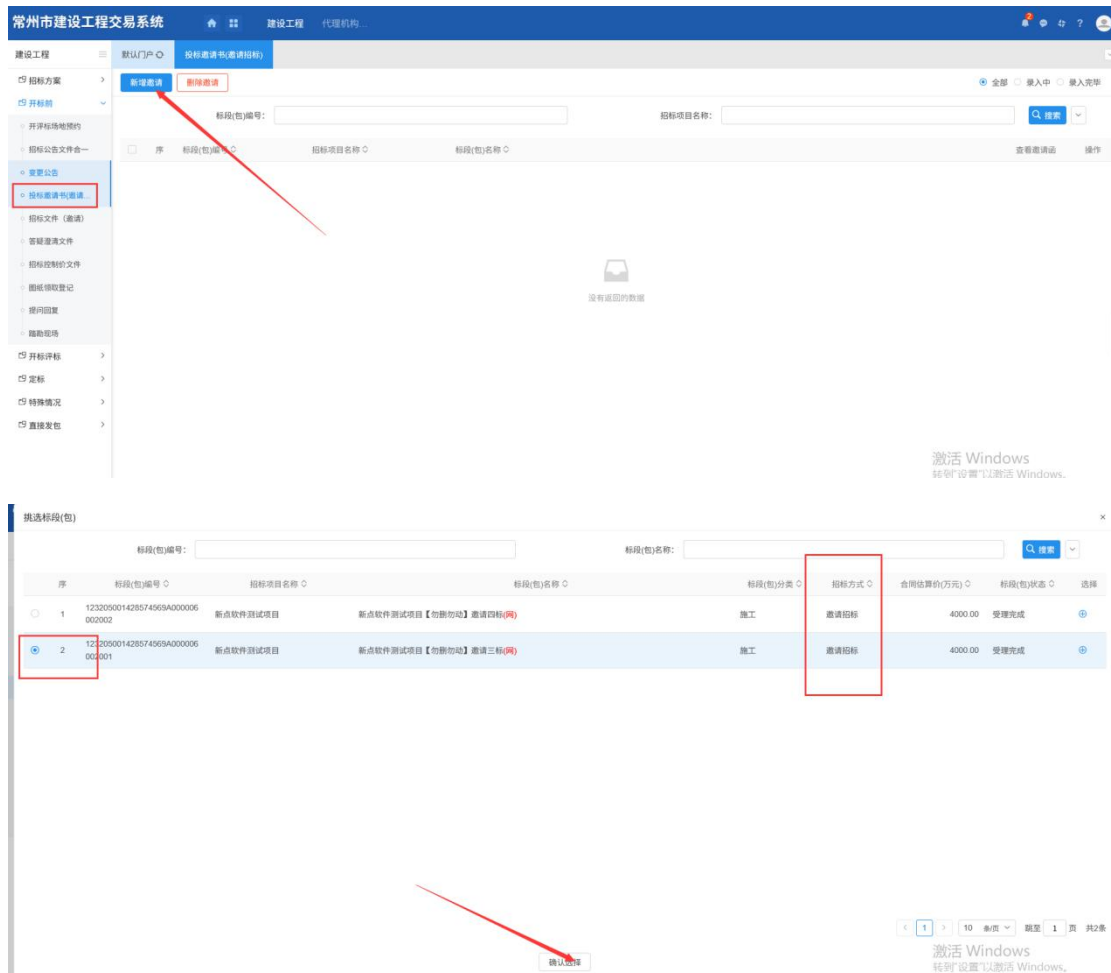 常州市建设工程交易系统 建设工程 代理机构... 2 ?
建设工程 默认门户 投标邀请书(邀请招标)
招标方案 新增邀请 删除邀请 全部 录入中 录入完毕
开标前
标段(包)编号: 招标项目名称: 搜索
开评标场地预约
招标公告文件合一 序 标段(包)编号 招标项目名称 标段(包)名称 查看邀请函 操作
变更公告
投标邀请书(邀请...
招标文件（邀请）
答疑澄清文件
招标控制价文件
图纸领取登记
没有返回的数据
提问回复
踏勘现场
开标评标
定标
特殊情况
直接发包
激活 Windows
转到"设置"以激活 Windows。
挑选标段(包) ×
标段(包)编号: 标段(包)名称: 搜索
序 标段(包)编号 招标项目名称 标段(包)名称 标段(包)分类 招标方式 合同估算价(万元) 标段(包)状态 选择
1 123205001428574569A000006 002002 新点软件测试项目 新点软件测试项目【勿删勿动】邀请四标(网) 施工 邀请招标 4000.00 受理完成
2 123205001428574569A000006 002001 新点软件测试项目 新点软件测试项目【勿删勿动】邀请三标(网) 施工 邀请招标 4000.00 受理完成
< 1 > 10 条/页 跳至 1 页 共2条
激活 Windows
确认选择
转到"设置"以激活 Windows。